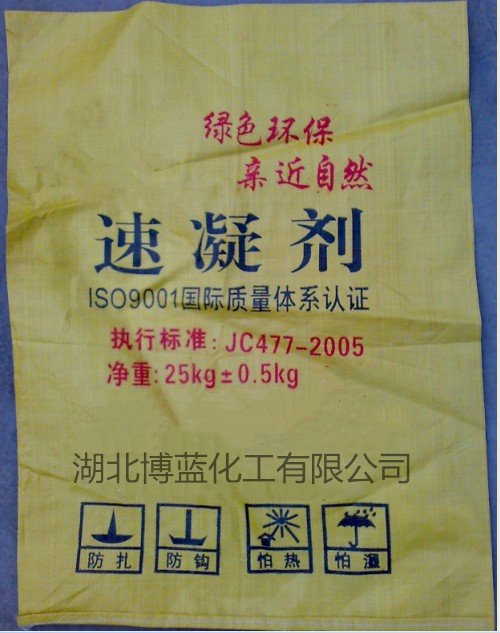 绿色环保
亲近自然
速凝剂
ISO9001国际质量体系认证
执行标准: JC477-2005
净重: 25kg±0.5kg
湖北博蓝化工有限公司
防扎 防钩 怕热 怕湿